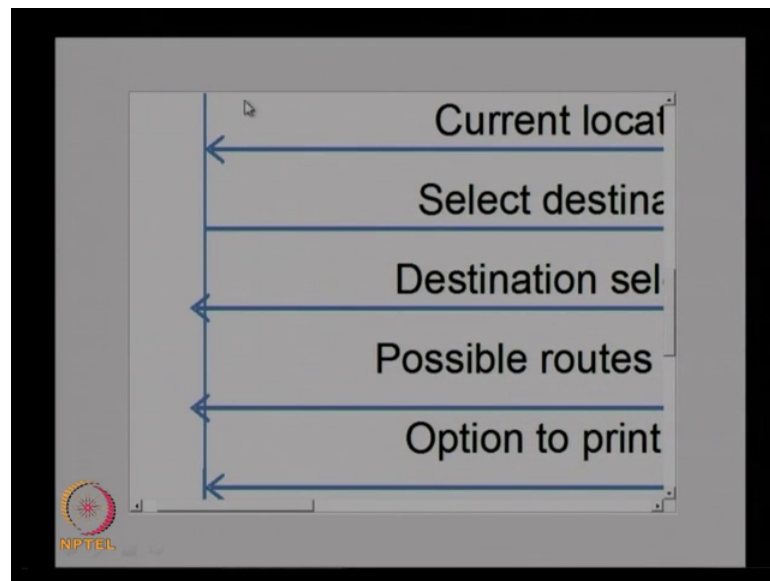 Current locat
Select destina
Destination sel
Possible routes
Option to print
NPTEL